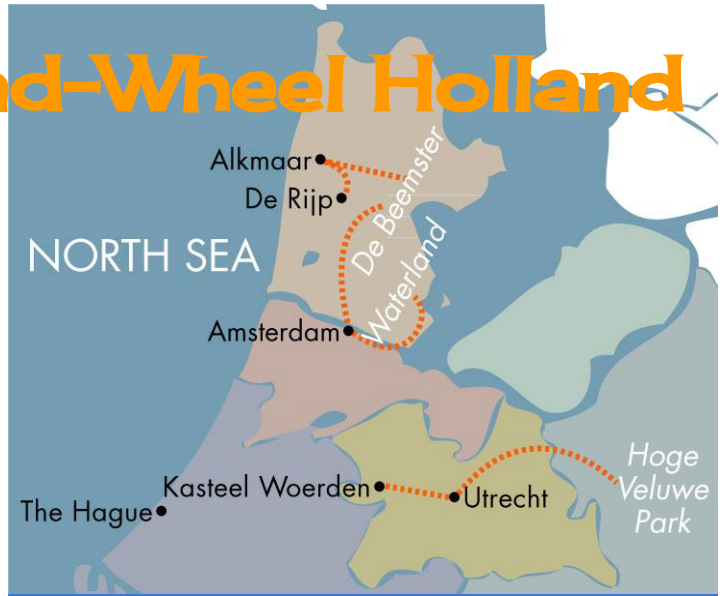 nd-Wheel Holland
Alkmaar
De Rijp
De Beemster
NORTH SEA
Waterland
Amsterdam
Kasteel Woerden
Utrecht
Hoge
Veluwe
Park
The Hague